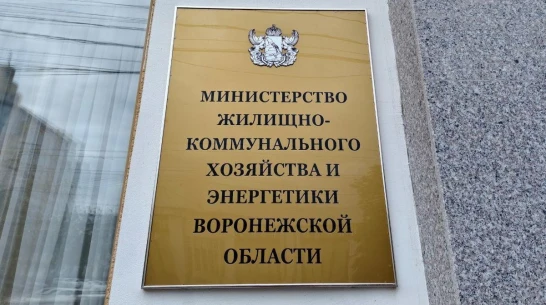 МИНИСТЕРСТВО
ЖИЛИЩНО-
КОММУНАЛЬНОГО
ХОЗЯЙСТВА И
ЭНЕРГЕТИКИ
ВОРОНЕЖСКОЙ
ОБЛАСТИ